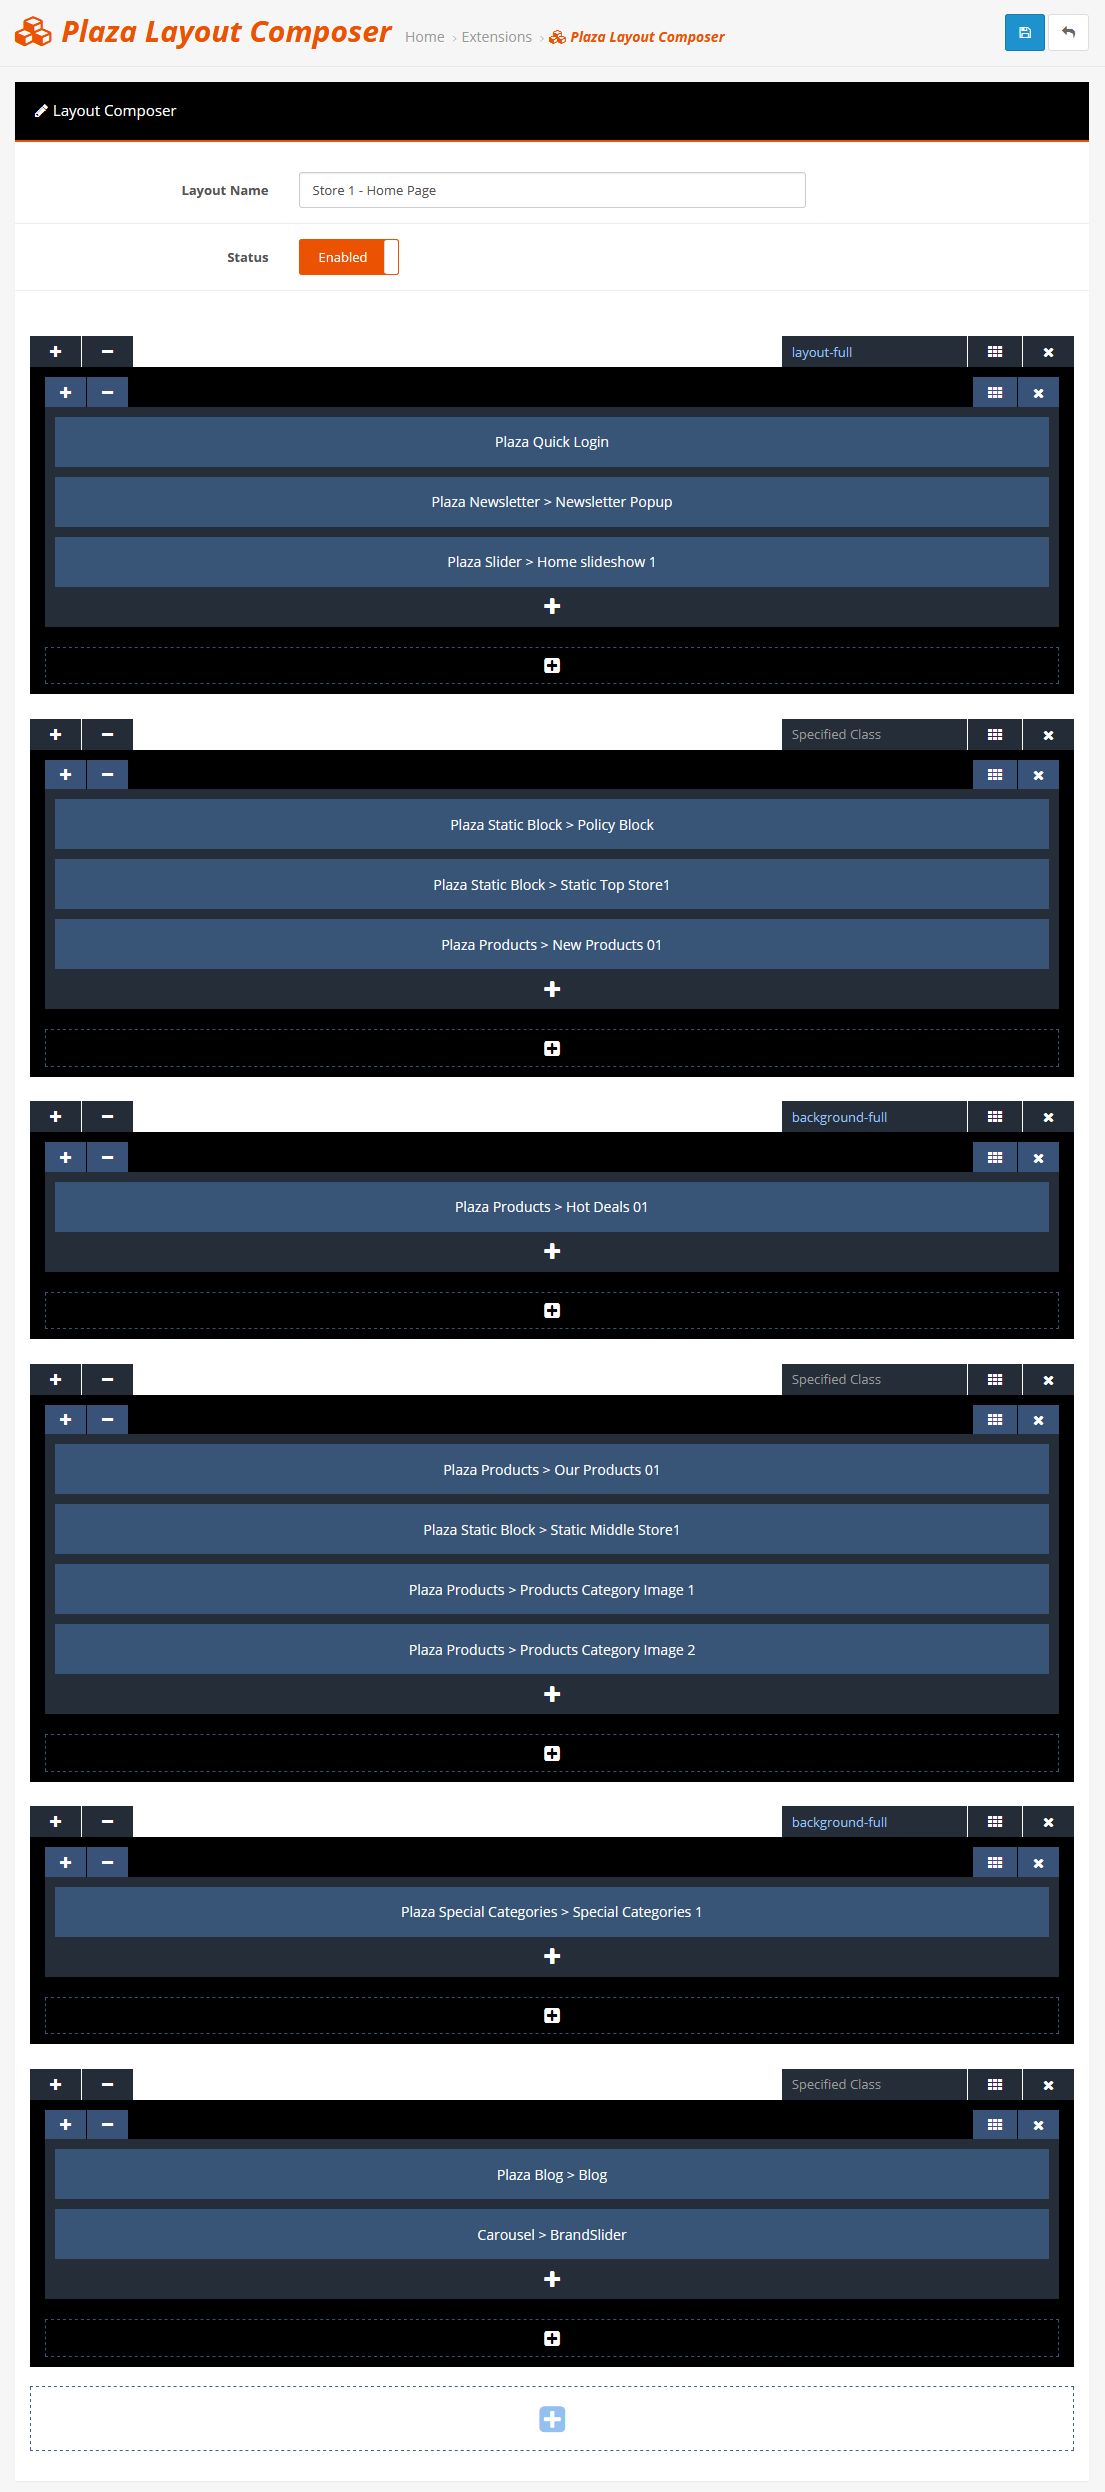 Plaza Layout Composer
Home › Extensions › Plaza Layout Composer
Layout Composer
Layout Name
Store 1 - Home Page
Status
Enabled
layout-full
Plaza Quick Login
Plaza Newsletter > Newsletter Popup
Plaza Slider > Home slideshow 1
Specified Class
Plaza Static Block > Policy Block
Plaza Static Block > Static Top Store1
Plaza Products > New Products 01
background-full
Plaza Products > Hot Deals 01
Specified Class
Plaza Products > Our Products 01
Plaza Static Block > Static Middle Store1
Plaza Products > Products Category Image 1
Plaza Products > Products Category Image 2
background-full
Plaza Special Categories > Special Categories 1
Specified Class
Plaza Blog > Blog
Carousel > BrandSlider